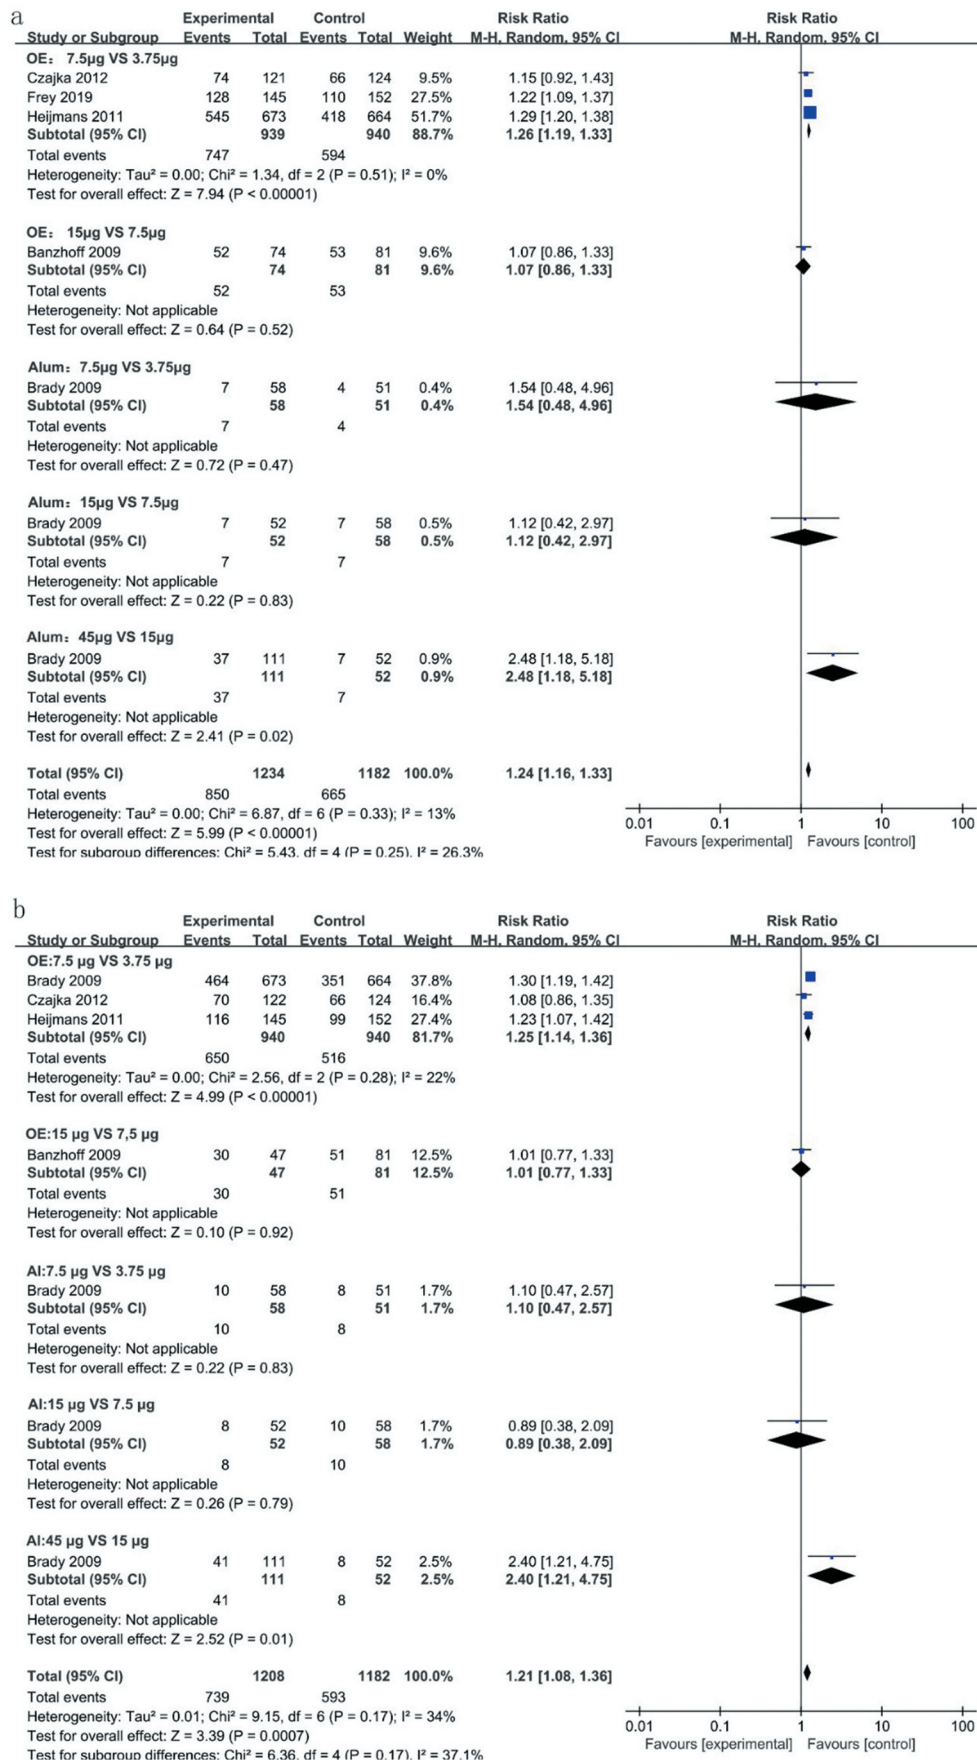 a
Experimental Control Risk Ratio Risk Ratio
Study or Subgroup Events Total Events Total Weight M-H, Random, 95% CI M-H, Random, 95% CI
OE： 7.5μg VS 3.75μg
Czajka 2012 74 121 66 124 9.5% 1.15 [0.92, 1.43]
Frey 2019 128 145 110 152 27.5% 1.22 [1.09, 1.37]
Heijmans 2011 545 673 418 664 51.7% 1.29 [1.20, 1.38]
Subtotal (95% CI) 939 940 88.7% 1.26 [1.19, 1.33]
Total events 747 594
Heterogeneity: Tau² = 0.00; Chi² = 1.34, df = 2 (P = 0.51); I² = 0%
Test for overall effect: Z = 7.94 (P < 0.00001)
OE： 15μg VS 7.5μg
Banzhoff 2009 52 74 53 81 9.6% 1.07 [0.86, 1.33]
Subtotal (95% CI) 74 81 9.6% 1.07 [0.86, 1.33]
Total events 52 53
Heterogeneity: Not applicable
Test for overall effect: Z = 0.64 (P = 0.52)
Alum：7.5μg VS 3.75μg
Brady 2009 7 58 4 51 0.4% 1.54 [0.48, 4.96]
Subtotal (95% CI) 58 51 0.4% 1.54 [0.48, 4.96]
Total events 7 4
Heterogeneity: Not applicable
Test for overall effect: Z = 0.72 (P = 0.47)
Alum：15μg VS 7.5μg
Brady 2009 7 52 7 58 0.5% 1.12 [0.42, 2.97]
Subtotal (95% CI) 52 58 0.5% 1.12 [0.42, 2.97]
Total events 7 7
Heterogeneity: Not applicable
Test for overall effect: Z = 0.22 (P = 0.83)
Alum：45μg VS 15μg
Brady 2009 37 111 7 52 0.9% 2.48 [1.18, 5.18]
Subtotal (95% CI) 111 52 0.9% 2.48 [1.18, 5.18]
Total events 37 7
Heterogeneity: Not applicable
Test for overall effect: Z = 2.41 (P = 0.02)
Total (95% CI) 1234 1182 100.0% 1.24 [1.16, 1.33]
Total events 850 665
Heterogeneity: Tau² = 0.00; Chi² = 6.87, df = 6 (P = 0.33); I² = 13%
Test for overall effect: Z = 5.99 (P < 0.00001)
Test for subgroup differences: Chi² = 5.43, df = 4 (P = 0.25), I² = 26.3%
0.01 0.1 1 10 100
Favours [experimental] Favours [control]
b
Experimental Control Risk Ratio Risk Ratio
Study or Subgroup Events Total Events Total Weight M-H, Random, 95% CI M-H, Random, 95% CI
OE:7.5 μg VS 3.75 μg
Brady 2009 464 673 351 664 37.8% 1.30 [1.19, 1.42]
Czajka 2012 70 122 66 124 16.4% 1.08 [0.86, 1.35]
Heijmans 2011 116 145 99 152 27.4% 1.23 [1.07, 1.42]
Subtotal (95% CI) 940 940 81.7% 1.25 [1.14, 1.36]
Total events 650 516
Heterogeneity: Tau² = 0.00; Chi² = 2.56, df = 2 (P = 0.28); I² = 22%
Test for overall effect: Z = 4.99 (P < 0.00001)
OE:15 μg VS 7,5 μg
Banzhoff 2009 30 47 51 81 12.5% 1.01 [0.77, 1.33]
Subtotal (95% CI) 47 81 12.5% 1.01 [0.77, 1.33]
Total events 30 51
Heterogeneity: Not applicable
Test for overall effect: Z = 0.10 (P = 0.92)
Al:7.5 μg VS 3.75 μg
Brady 2009 10 58 8 51 1.7% 1.10 [0.47, 2.57]
Subtotal (95% CI) 58 51 1.7% 1.10 [0.47, 2.57]
Total events 10 8
Heterogeneity: Not applicable
Test for overall effect: Z = 0.22 (P = 0.83)
Al:15 μg VS 7.5 μg
Brady 2009 8 52 10 58 1.7% 0.89 [0.38, 2.09]
Subtotal (95% CI) 52 58 1.7% 0.89 [0.38, 2.09]
Total events 8 10
Heterogeneity: Not applicable
Test for overall effect: Z = 0.26 (P = 0.79)
Al:45 μg VS 15 μg
Brady 2009 41 111 8 52 2.5% 2.40 [1.21, 4.75]
Subtotal (95% CI) 111 52 2.5% 2.40 [1.21, 4.75]
Total events 41 8
Heterogeneity: Not applicable
Test for overall effect: Z = 2.52 (P = 0.01)
Total (95% CI) 1208 1182 100.0% 1.21 [1.08, 1.36]
Total events 739 593
Heterogeneity: Tau² = 0.01; Chi² = 9.15, df = 6 (P = 0.17); I² = 34%
Test for overall effect: Z = 3.39 (P = 0.0007)
Test for subgroup differences: Chi² = 6.36, df = 4 (P = 0.17), I² = 37.1%
0.01 0.1 1 10 100
Favours [experimental] Favours [control]